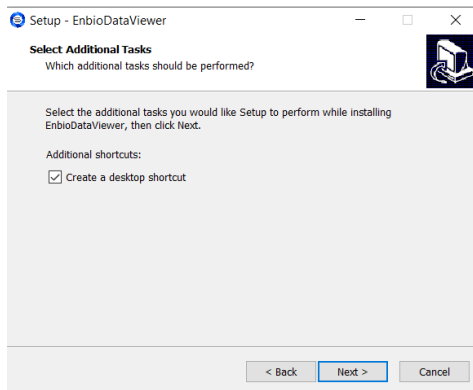 Setup - EnbioDataViewer
Select Additional Tasks
Which additional tasks should be performed?
Select the additional tasks you would like Setup to perform while installing
EnbioDataViewer, then click Next.
Additional shortcuts:
Create a desktop shortcut
< Back
Next >
Cancel